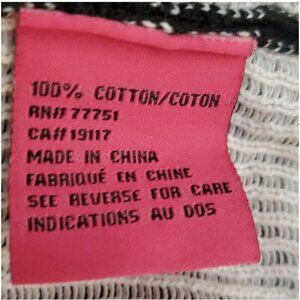 100% COTTON/COTON
RN# 77751
CA# 19117
MADE IN CHINA
FABRIQUÉ EN CHINE
SEE REVERSE FOR CARE
INDICATIONS AU DOS